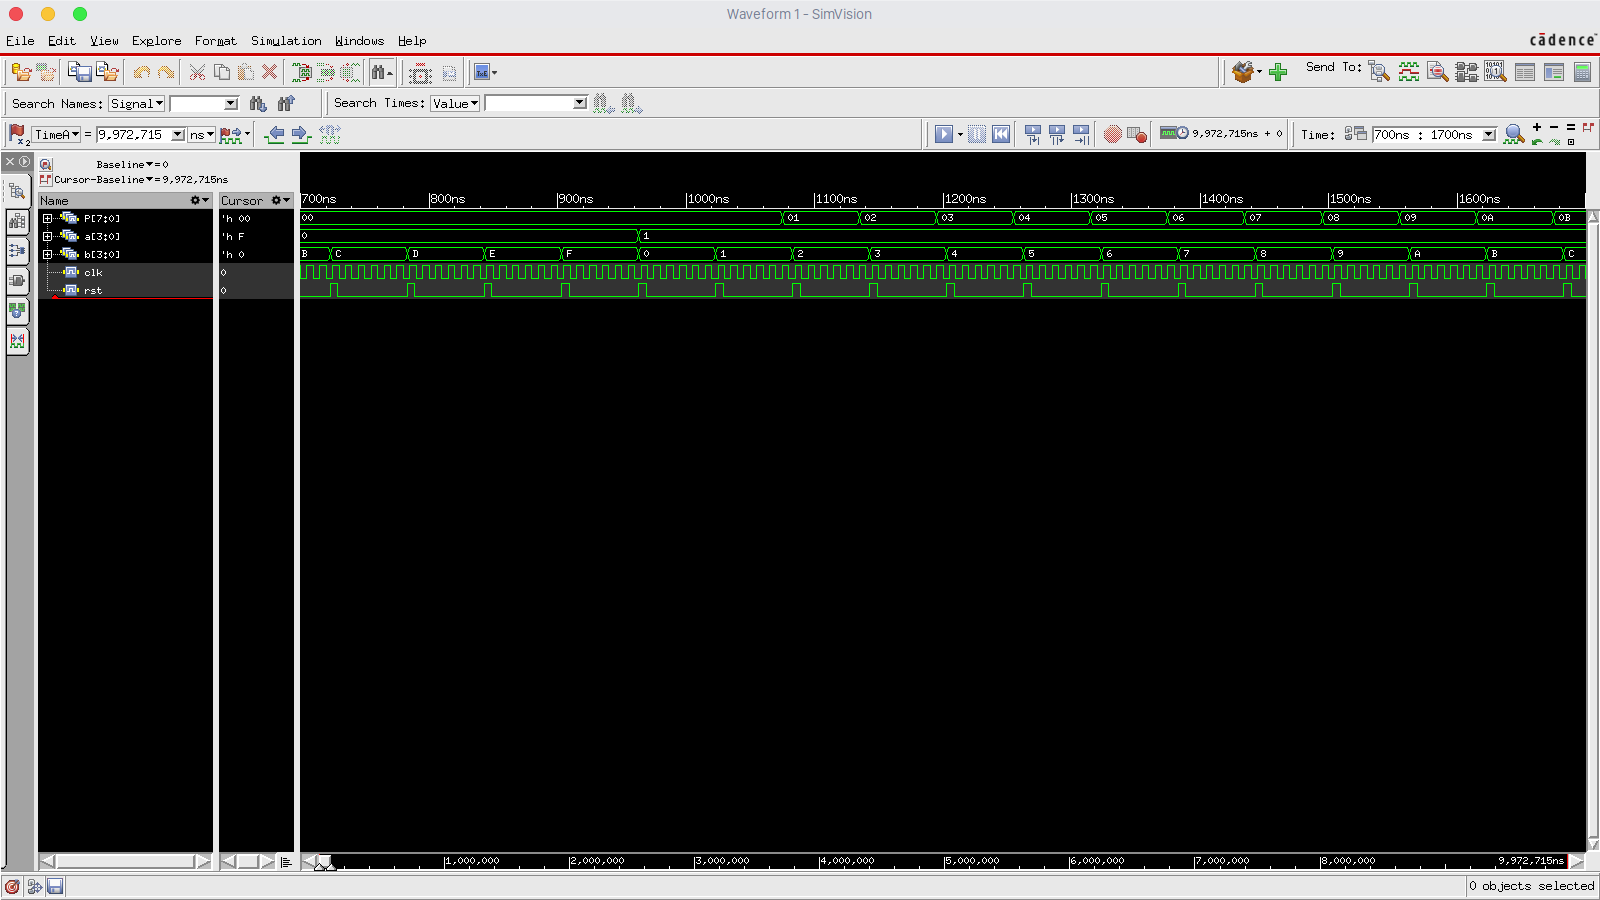 Waveform 1 - SimVision
File Edit View Explore Format Simulation Windows Help
cādence
Send To:
Search Names: Signal Search Times: Value
TimeA = 9,972,715 ns 9,972,715ns + 0 Time: 700ns : 1700ns
Baseline = 0
Cursor-Baseline = 9,972,715ns
Name Cursor 700ns 800ns 900ns 1000ns 1100ns 1200ns 1300ns 1400ns 1500ns 1600ns
P[7:0] 'h 00 00 01 02 03 04 05 06 07 08 09 0A 0B
a[3:0] 'h F 0 1
b[3:0] 'h 0 B C D E F 0 1 2 3 4 5 6 7 8 9 A B C
clk 0
rst 0
1,000,000 2,000,000 3,000,000 4,000,000 5,000,000 6,000,000 7,000,000 8,000,000 9,972,715ns
0 objects selected